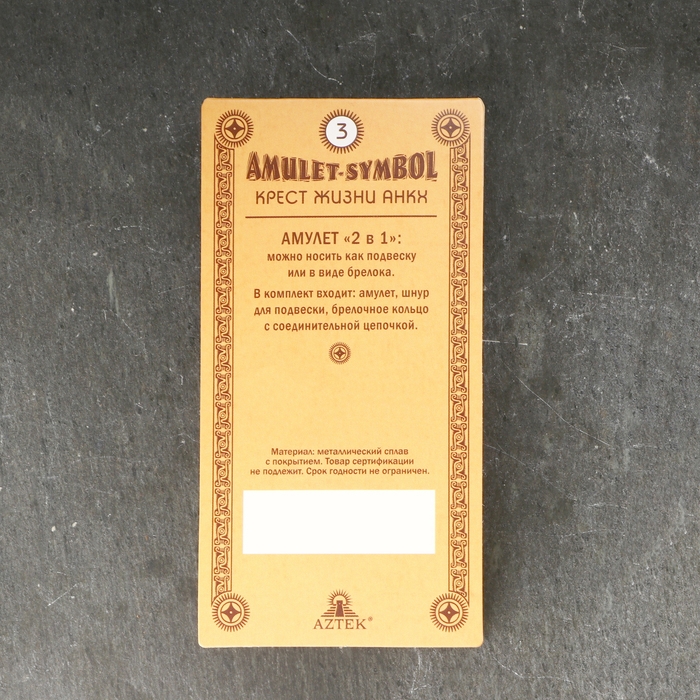 3
AMULET-SYMBOL
КРЕСТ ЖИЗНИ АНКХ
АМУЛЕТ «2 в 1»:
можно носить как подвеску
или в виде брелока.
В комплект входит: амулет, шнур
для подвески, брелочное кольцо
с соединительной цепочкой.
Материал: металлический сплав
с покрытием. Товар сертификации
не подлежит. Срок годности не ограничен.
AZTEK®